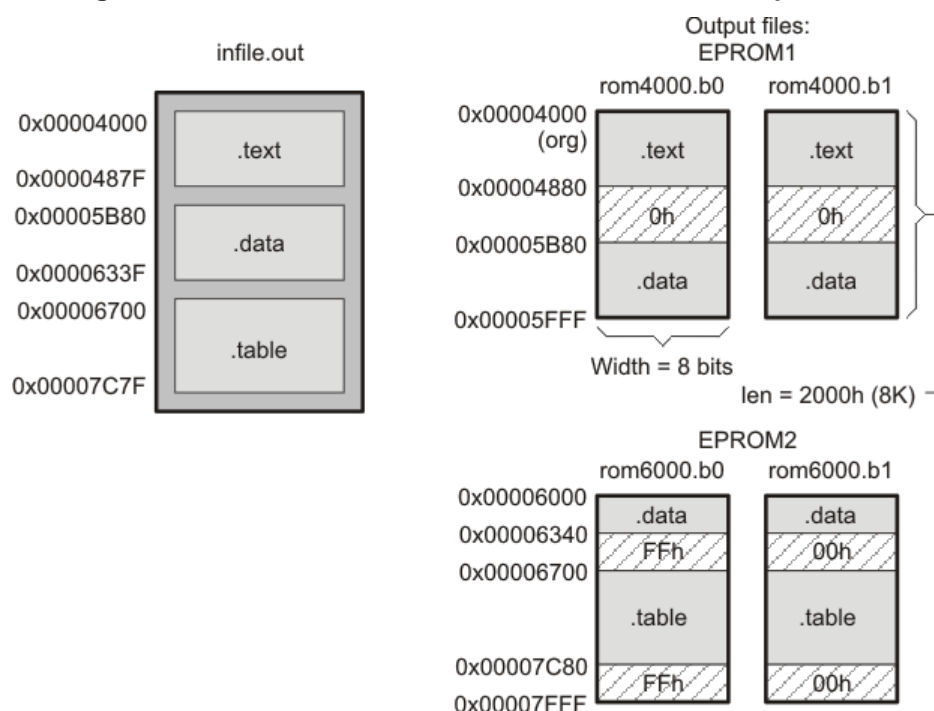 infile.out
0x00004000
.text
0x0000487F
0x00005B80
.data
0x0000633F
0x00006700
.table
0x00007C7F
Output files:
EPROM1
rom4000.b0 rom4000.b1
0x00004000
(org)
.text .text
0x00004880
0h 0h
0x00005B80
.data .data
0x00005FFF
Width = 8 bits
len = 2000h (8K)
EPROM2
rom6000.b0 rom6000.b1
0x00006000
.data .data
0x00006340
FFh 00h
0x00006700
.table .table
0x00007C80
FFh 00h
0x00007FFF